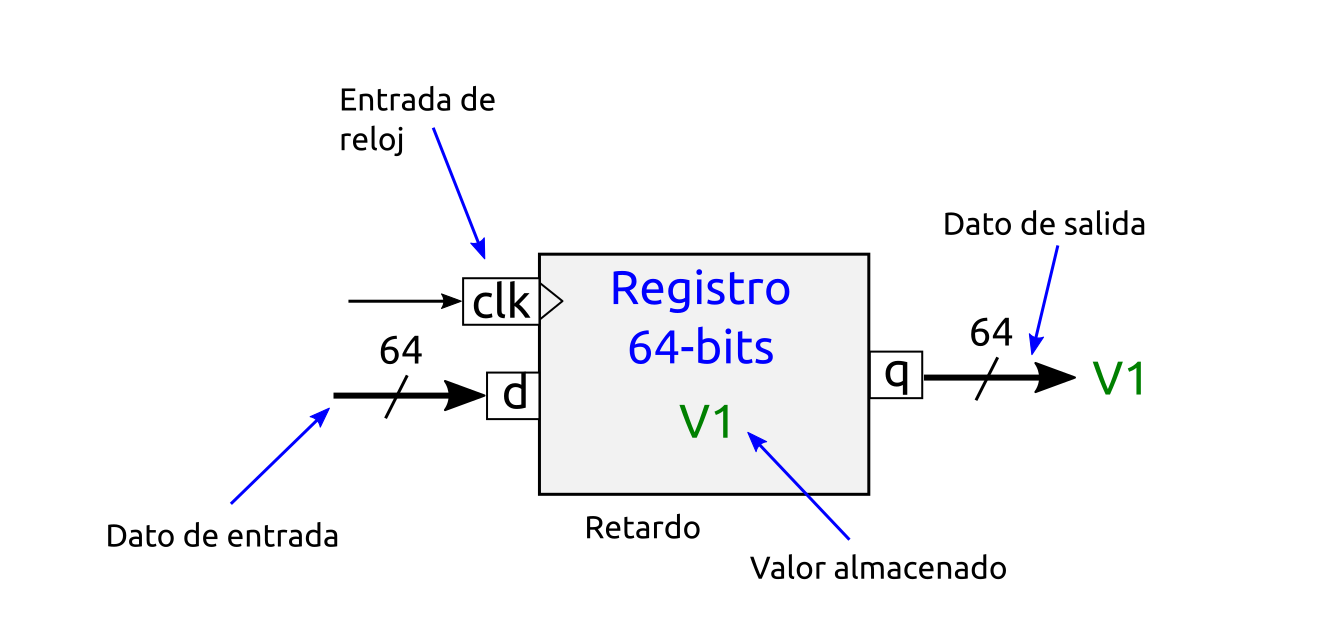 Entrada de
reloj
Dato de salida
clk
Registro
64-bits
64
64
d
q
V1
V1
Dato de entrada
Retardo
Valor almacenado